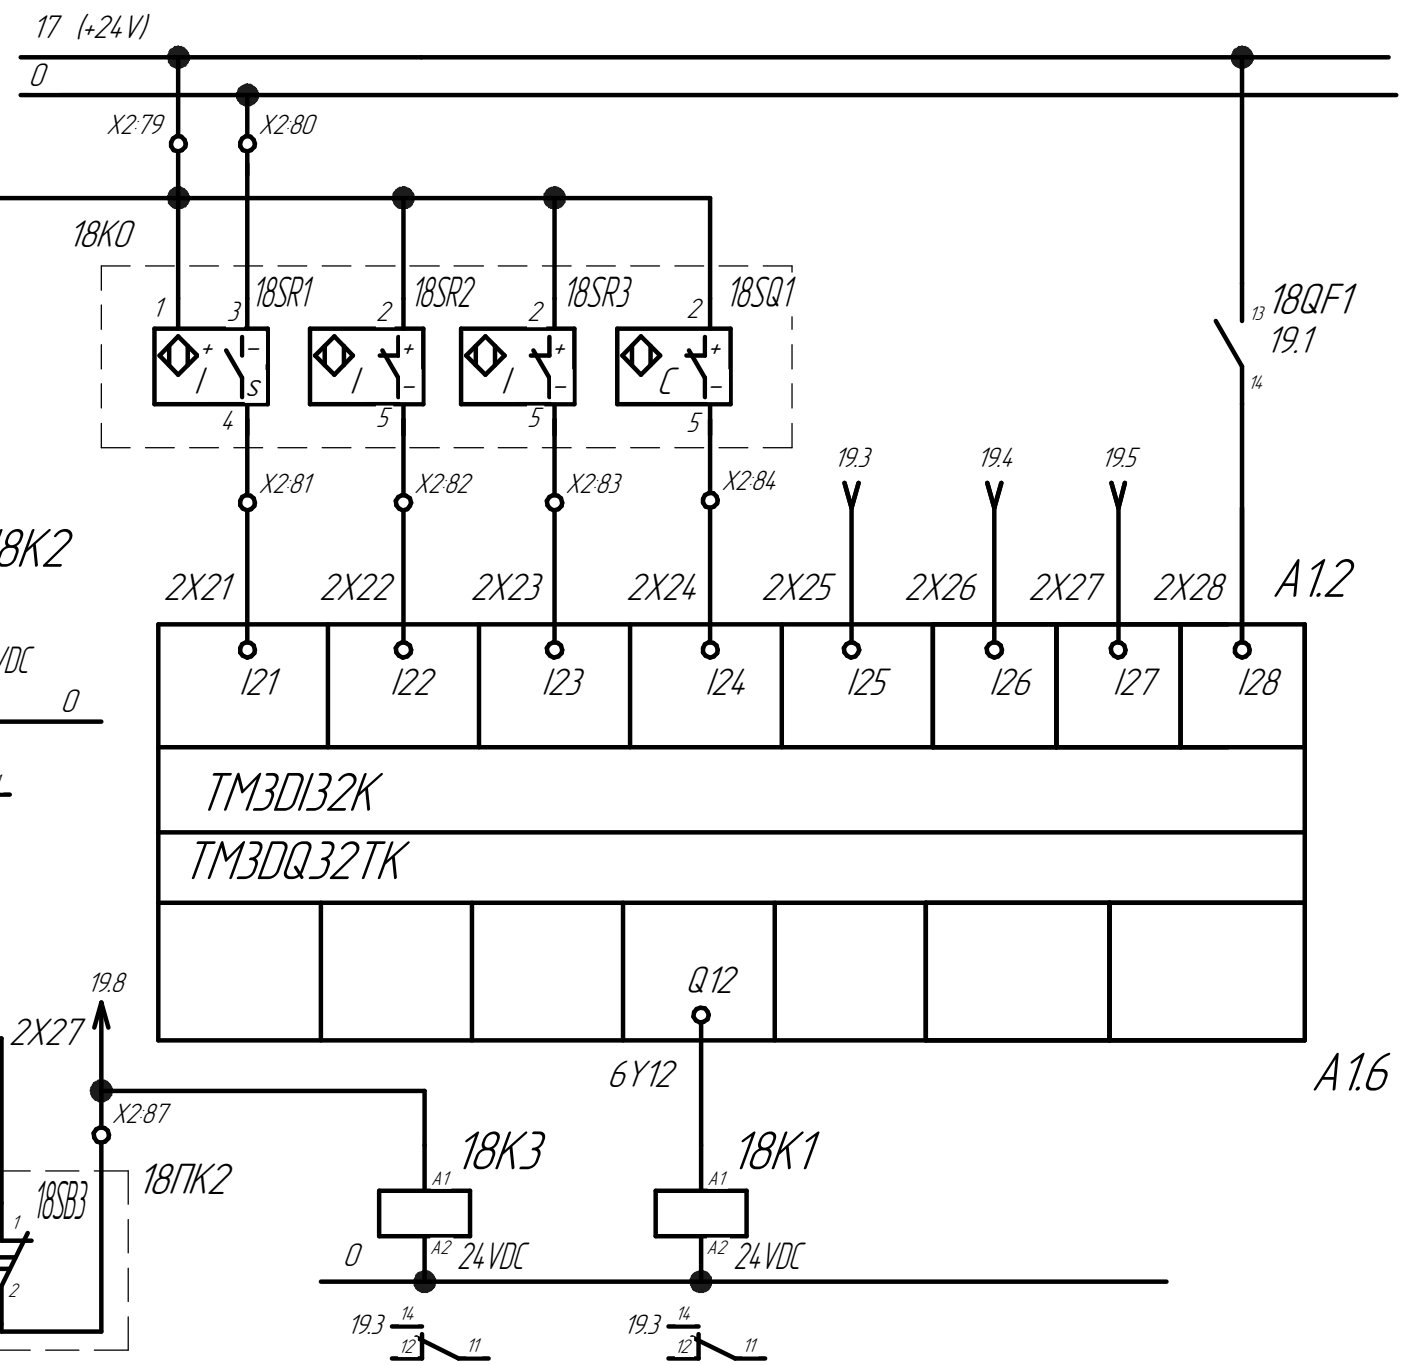 17 (+24V)
0
X2:79
X2:80
18K0
18SR1
18SR2
18SR3
18SQ1
1
3
2
2
2
+
-
I
S
+
-
I
+
-
I
+
-
C
4
5
5
5
13
18QF1
19.1
14
X2:81
X2:82
X2:83
X2:84
19.3
19.4
19.5
18K2
2X21
2X22
2X23
2X24
2X25
2X26
2X27
2X28
A1.2
VDC
0
I21
I22
I23
I24
I25
I26
I27
I28
TM3DI32K
TM3DQ32TK
19.8
2X27
Q12
6Y12
A1.6
X2:87
18ПК2
18SB3
1
2
18K3
A1
A2
24VDC
18K1
A1
A2
24VDC
0
19.3
14
12
11
19.3
14
12
11